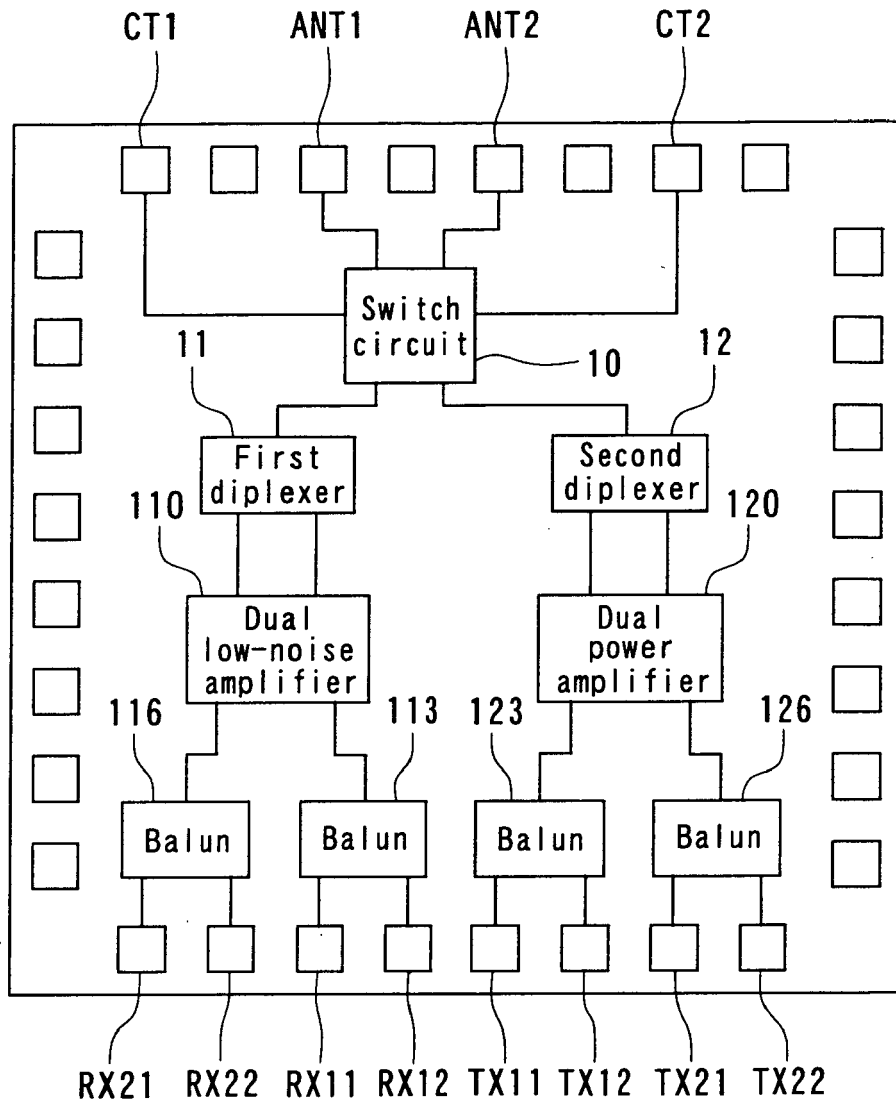 CT1 ANT1 ANT2 CT2
Switch
circuit
10
11
12
First
diplexer
Second
diplexer
110
120
Dual
low-noise
amplifier
Dual
power
amplifier
116
113
123
126
Balun
Balun
Balun
Balun
RX21 RX22 RX11 RX12 TX11 TX12 TX21 TX22